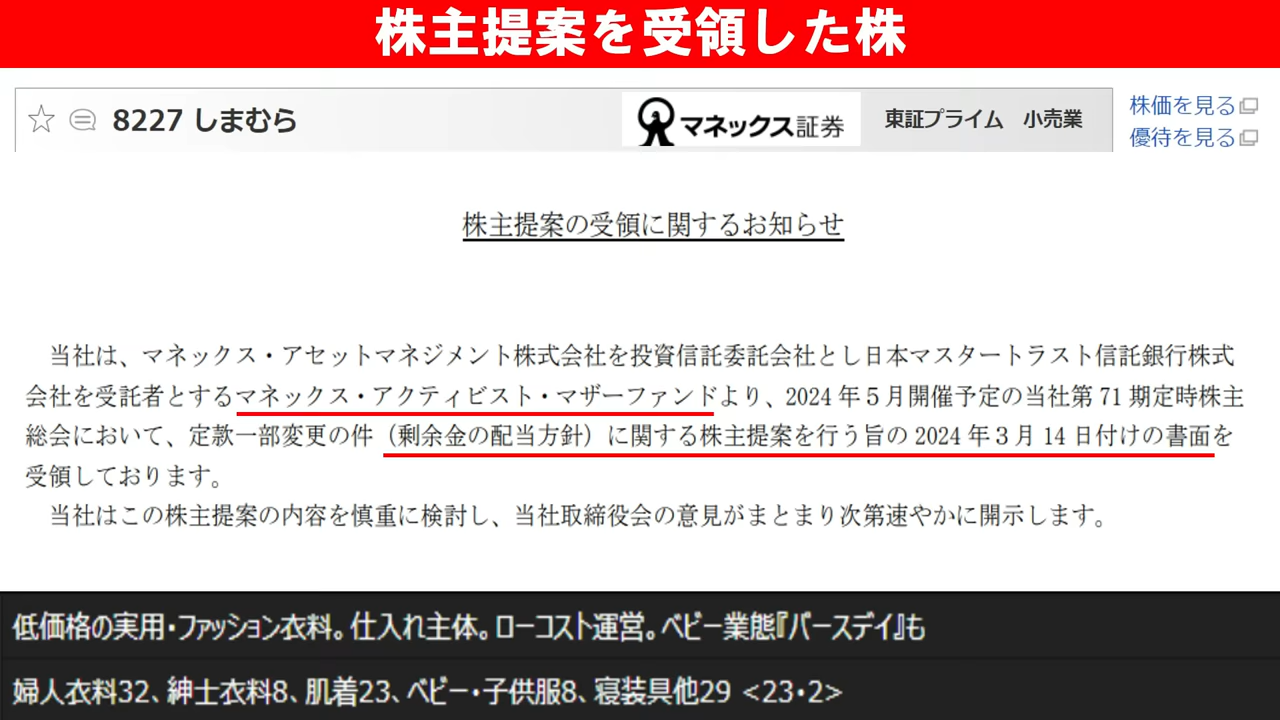 株主提案を受領した株
8227 しまむら
マネックス証券
東証プライム 小売業
株価を見る
優待を見る
株主提案の受領に関するお知らせ
当社は、マネックス・アセットマネジメント株式会社を投資信託委託会社とし日本マスタートラスト信託銀行株式
会社を受託者とするマネックス・アクティビスト・マザーファンドより、2024年5月開催予定の当社第71期定時株主
総会において、定款一部変更の件（剰余金の配当方針）に関する株主提案を行う旨の2024年3月14日付けの書面を
受領しております。
当社はこの株主提案の内容を慎重に検討し、当社取締役会の意見がまとまり次第速やかに開示します。
低価格の実用・ファッション衣料。仕入れ主体。ローコスト運営。ベビー業態『バースデイ』も
婦人衣料32、紳士衣料8、肌着23、ベビー・子供服8、寝装具他29 <23・2>